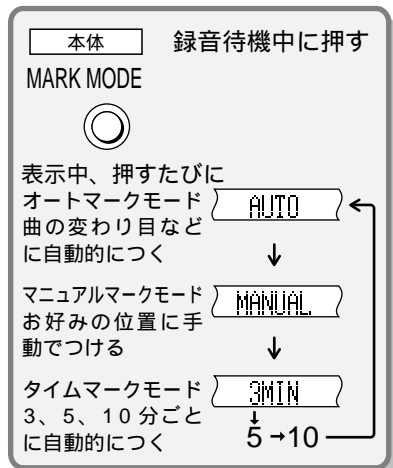 本体 録音待機中に押す
MARK MODE
表示中、押すたびに
オートマークモード AUTO
曲の変わり目など
に自動的につく
マニュアルマークモード MANUAL
お好みの位置に手
動でつける
タイムマークモード 3MIN
3、5、10分ごと 5→10
に自動的につく